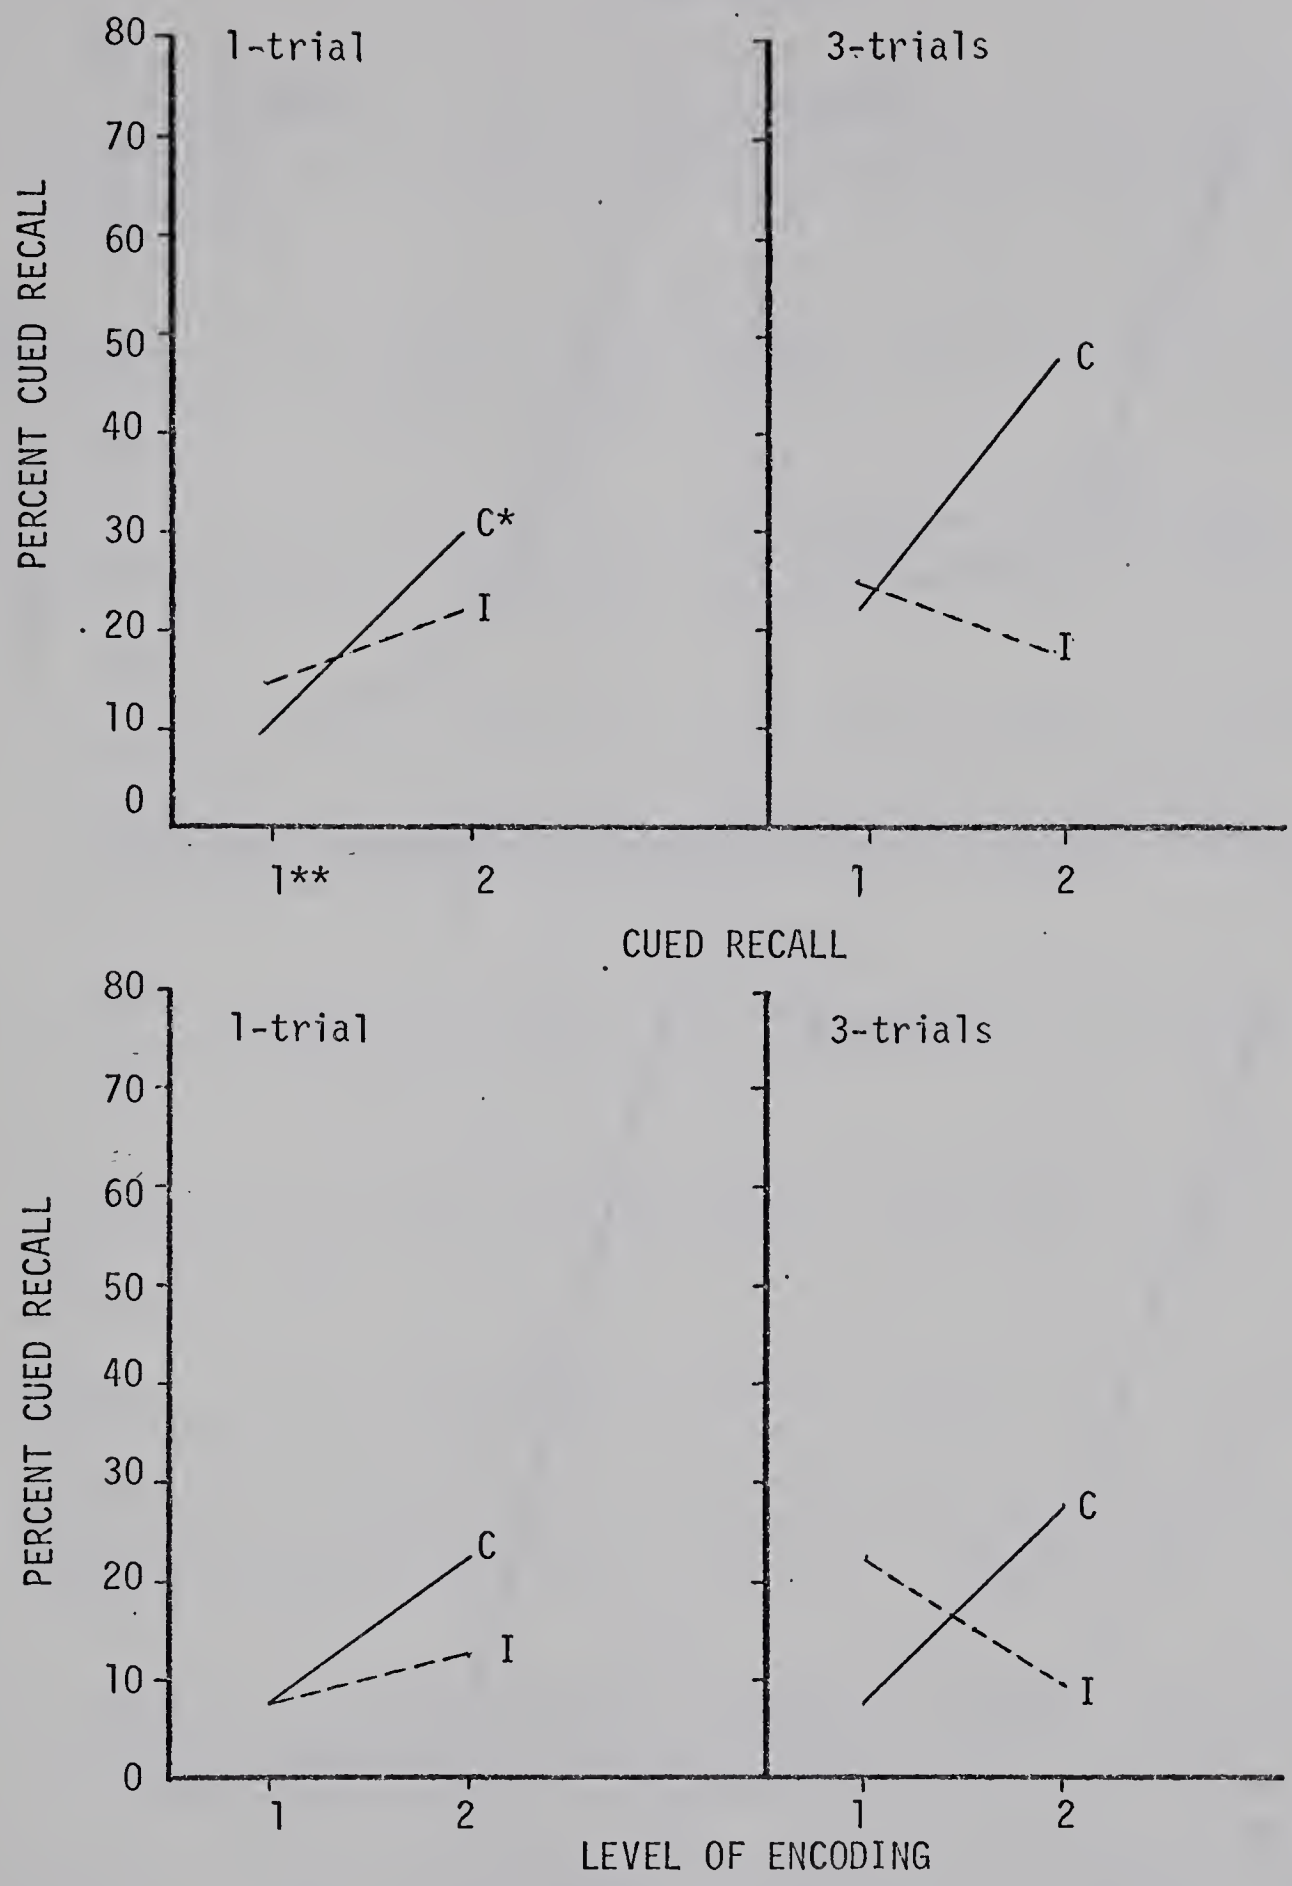 1-trial
3-trials
80
70
60
50
40
30
20
10
0
PERCENT CUED RECALL
C*
I
C
I
1**
2
1
2
CUED RECALL
1-trial
3-trials
80
70
60
50
40
30
20
10
0
PERCENT CUED RECALL
C
I
C
I
1
2
1
2
LEVEL OF ENCODING